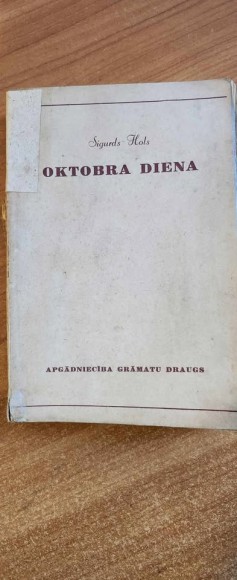 Sigurds Hols
OKTOBRA DIENA
APGĀDNIECĪBA GRĀMATU DRAUGS